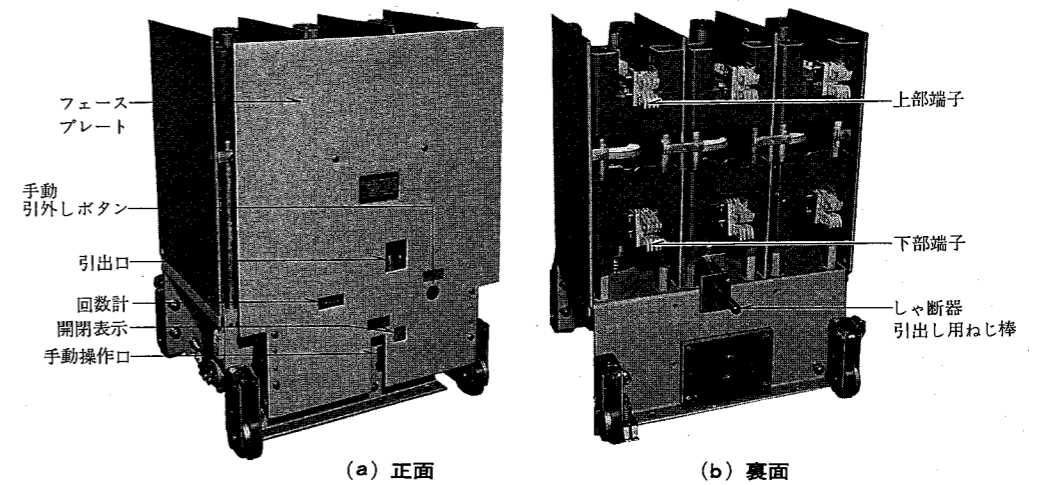 フェース
プレート
手動
引外しボタン
引出口
回数計
開閉表示
手動操作口
(a) 正面
上部端子
下部端子
しゃ断器
引出し用ねじ棒
(b) 裏面